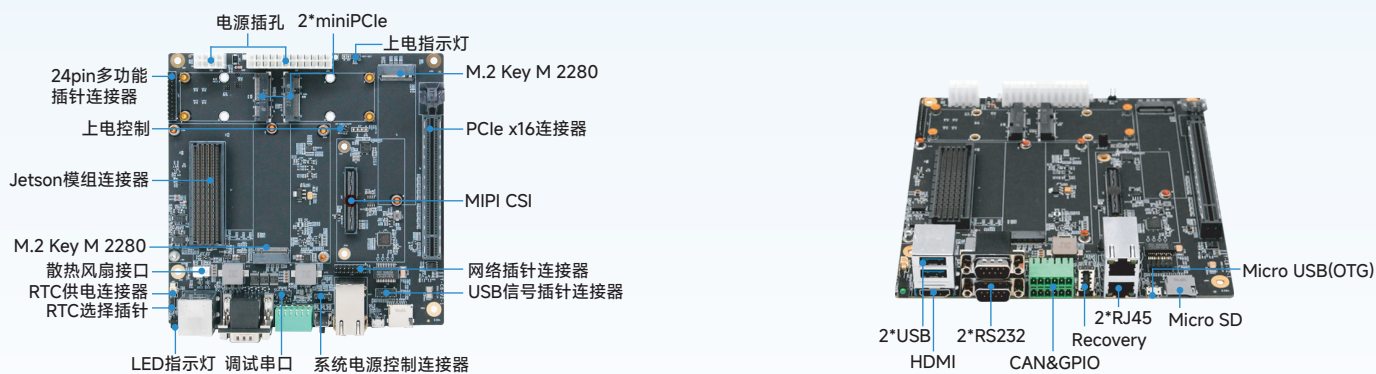 电源插孔
2*miniPCIe
上电指示灯
24pin多功能
插针连接器
M.2 Key M 2280
上电控制
PCIe x16连接器
Jetson模组连接器
MIPI CSI
M.2 Key M 2280
散热风扇接口
网络插针连接器
RTC供电连接器
USB信号插针连接器
RTC选择插针
LED指示灯
调试串口
系统电源控制连接器
Micro USB(OTG)
2*USB
2*RS232
2*RJ45
Micro SD
Recovery
HDMI
CAN&GPIO